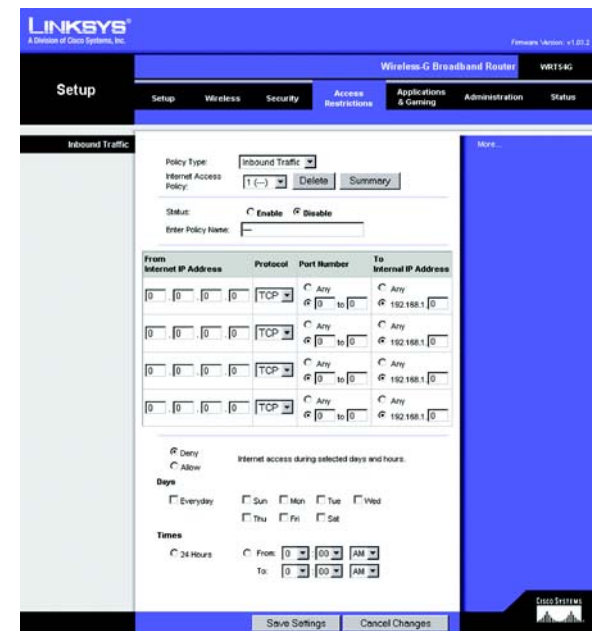 LINKSYS®
A Division of Cisco Systems, Inc.
Firmware Version: v1.03.2
Wireless-G Broadband Router WRT54G
Setup
Setup Wireless Security Access Restrictions Applications & Gaming Administration Status
Inbound Traffic
More...
Policy Type: Inbound Traffic
Internet Access Policy: 1 (---) Delete Summary
Status: Enable Disable
Enter Policy Name: ---
From Internet IP Address Protocol Port Number To Internal IP Address
Any Any
0 . 0 . 0 . 0 TCP 0 to 0 192.168.1. 0
Any Any
0 . 0 . 0 . 0 TCP 0 to 0 192.168.1. 0
Any Any
0 . 0 . 0 . 0 TCP 0 to 0 192.168.1. 0
Any Any
0 . 0 . 0 . 0 TCP 0 to 0 192.168.1. 0
Deny
Allow
Internet access during selected days and hours.
Days
Everyday Sun Mon Tue Wed
Thu Fri Sat
Times
24 Hours From: 0 : 00 AM
To: 0 : 00 AM
Save Settings Cancel Changes
CISCO SYSTEMS